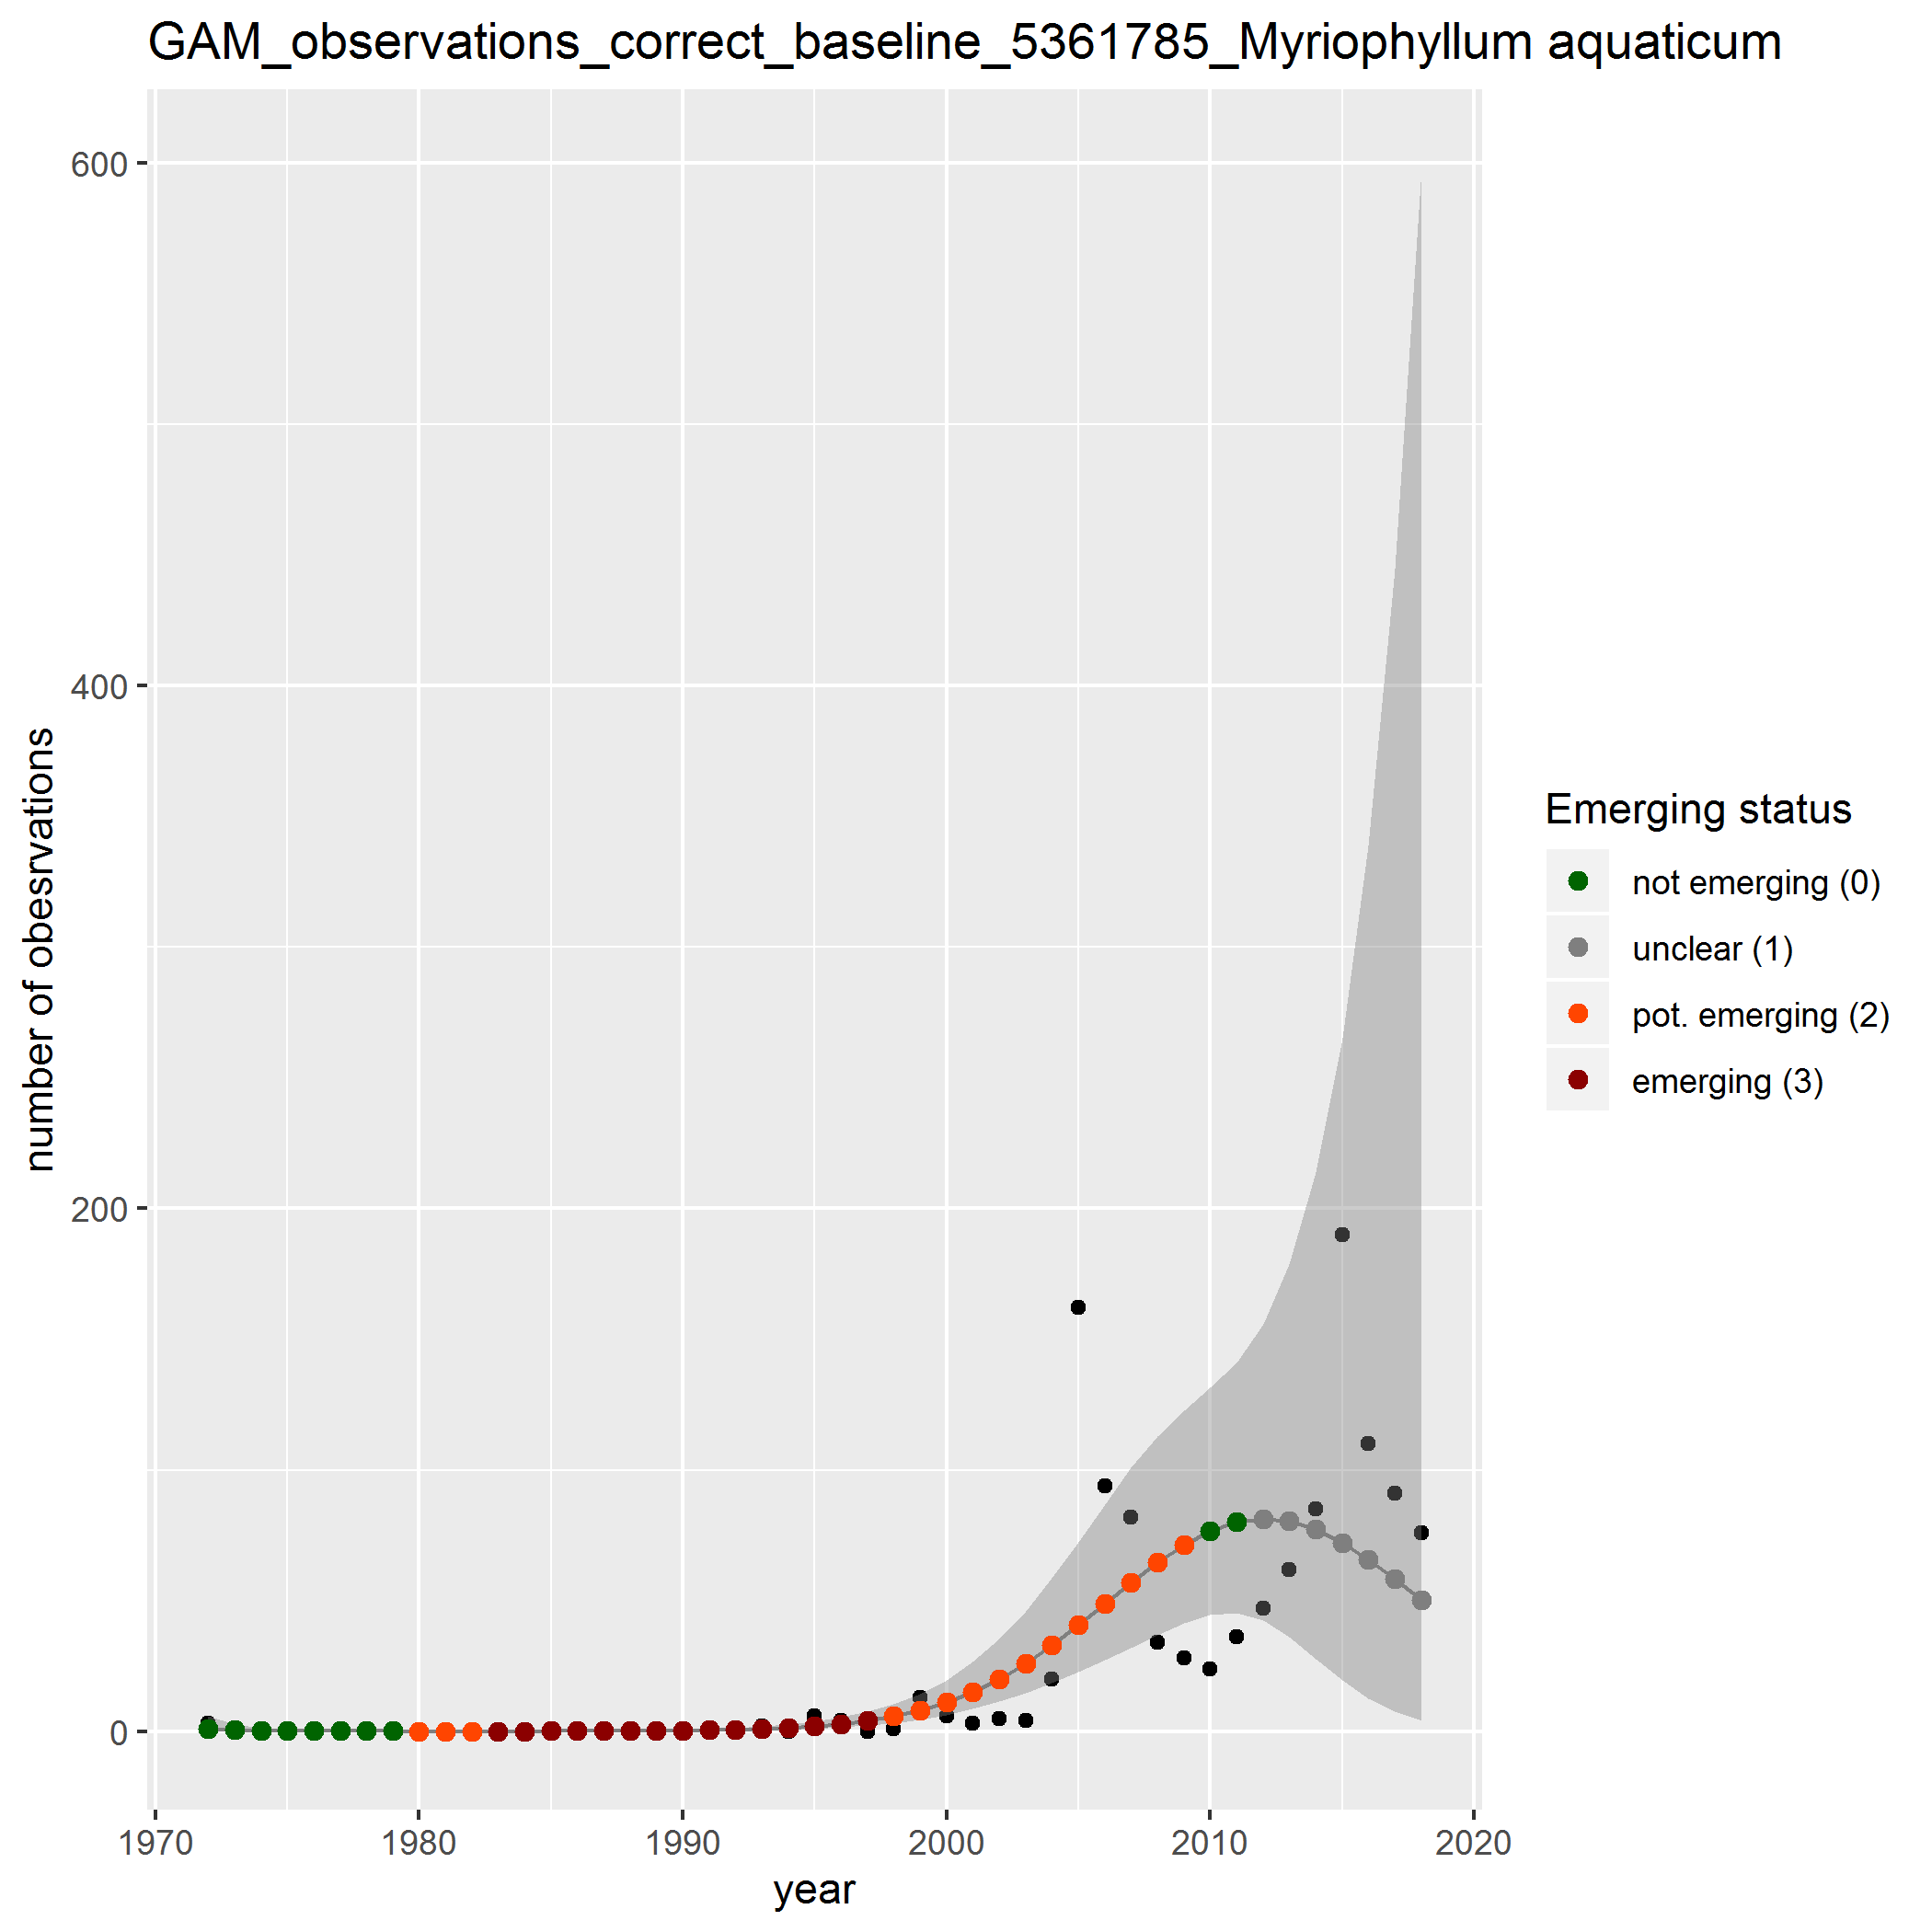 GAM_observations_correct_baseline_5361785_Myriophyllum aquaticum
600
400
200
0
number of obesrvations
1970
1980
1990
2000
2010
2020
year
Emerging status
not emerging (0)
unclear (1)
pot. emerging (2)
emerging (3)